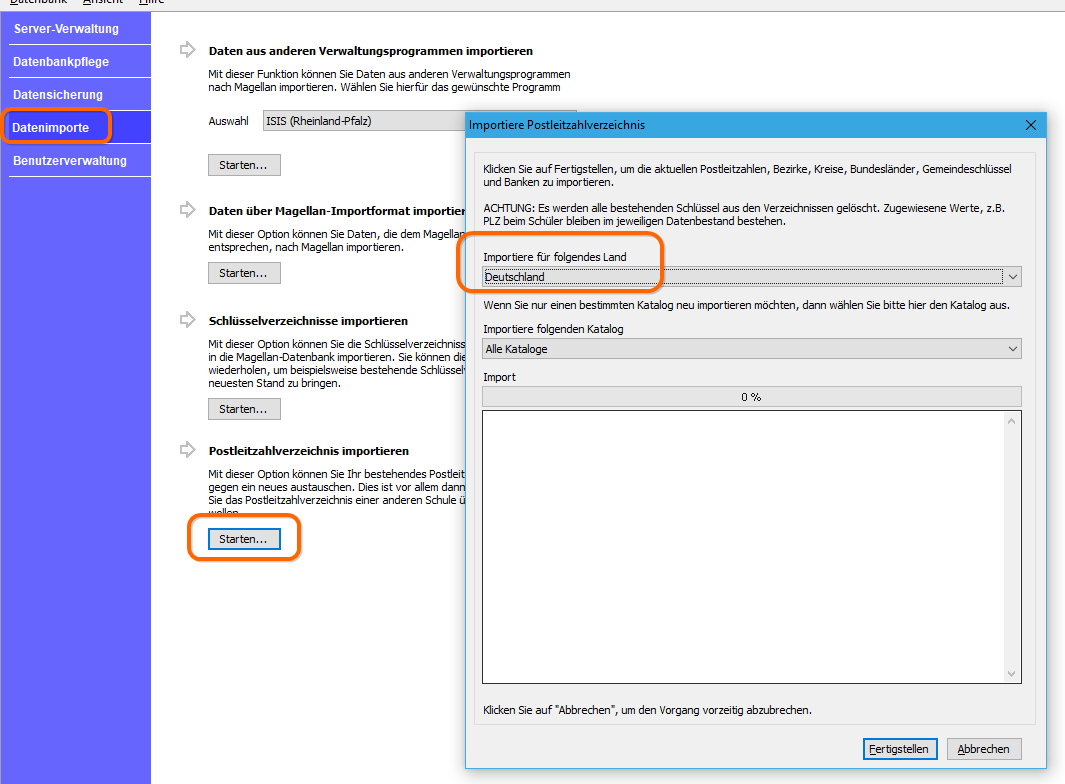 Datenbank Ansicht Hilfe
Server-Verwaltung
Datenbankpflege
Datensicherung
Datenimporte
Benutzerverwaltung
Daten aus anderen Verwaltungsprogrammen importieren
Mit dieser Funktion können Sie Daten aus anderen Verwaltungsprogrammen
nach Magellan importieren. Wählen Sie hierfür das gewünschte Programm
Auswahl ISIS (Rheinland-Pfalz)
Starten...
Daten über Magellan-Importformat importier
Mit dieser Option können Sie Daten, die dem Magellan
entsprechen, nach Magellan importieren.
Starten...
Schlüsselverzeichnisse importieren
Mit dieser Option können Sie die Schlüsselverzeichniss
in die Magellan-Datenbank importieren. Sie können die
wiederholen, um beispielsweise bestehende Schlüssel
neuesten Stand zu bringen.
Starten...
Postleitzahlverzeichnis importieren
Mit dieser Option können Sie Ihr bestehendes Postleit
gegen ein neues austauschen. Dies ist vor allem dann
Sie das Postleitzahlverzeichnis einer anderen Schule ü
wollen
Starten...
Importiere Postleitzahlverzeichnis
Klicken Sie auf Fertigstellen, um die aktuellen Postleitzahlen, Bezirke, Kreise, Bundesländer, Gemeindeschlüssel
und Banken zu importieren.
ACHTUNG: Es werden alle bestehenden Schlüssel aus den Verzeichnissen gelöscht. Zugewiesene Werte, z.B.
PLZ beim Schüler bleiben im jeweiligen Datenbestand bestehen.
Importiere für folgendes Land
Deutschland
Wenn Sie nur einen bestimmten Katalog neu importieren möchten, dann wählen Sie bitte hier den Katalog aus.
Importiere folgenden Katalog
Alle Kataloge
Import
0 %
Klicken Sie auf "Abbrechen", um den Vorgang vorzeitig abzubrechen.
Fertigstellen Abbrechen